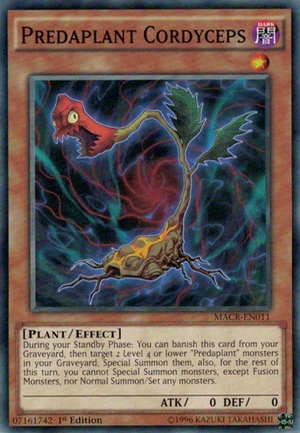 PREDAPLANT CORDYCEPS
DARK
闇
MACR-EN011
[PLANT/EFFECT]
During your Standby Phase: You can banish this card from your
Graveyard, then target 2 Level 4 or lower "Predaplant" monsters
in your Graveyard; Special Summon them, also, for the rest of
this turn, you cannot Special Summon monsters, except Fusion
Monsters, nor Normal Summon/Set any monsters.
ATK/ 0 DEF/ 0
07161742 1st Edition ©1996 KAZUKI TAKAHASHI